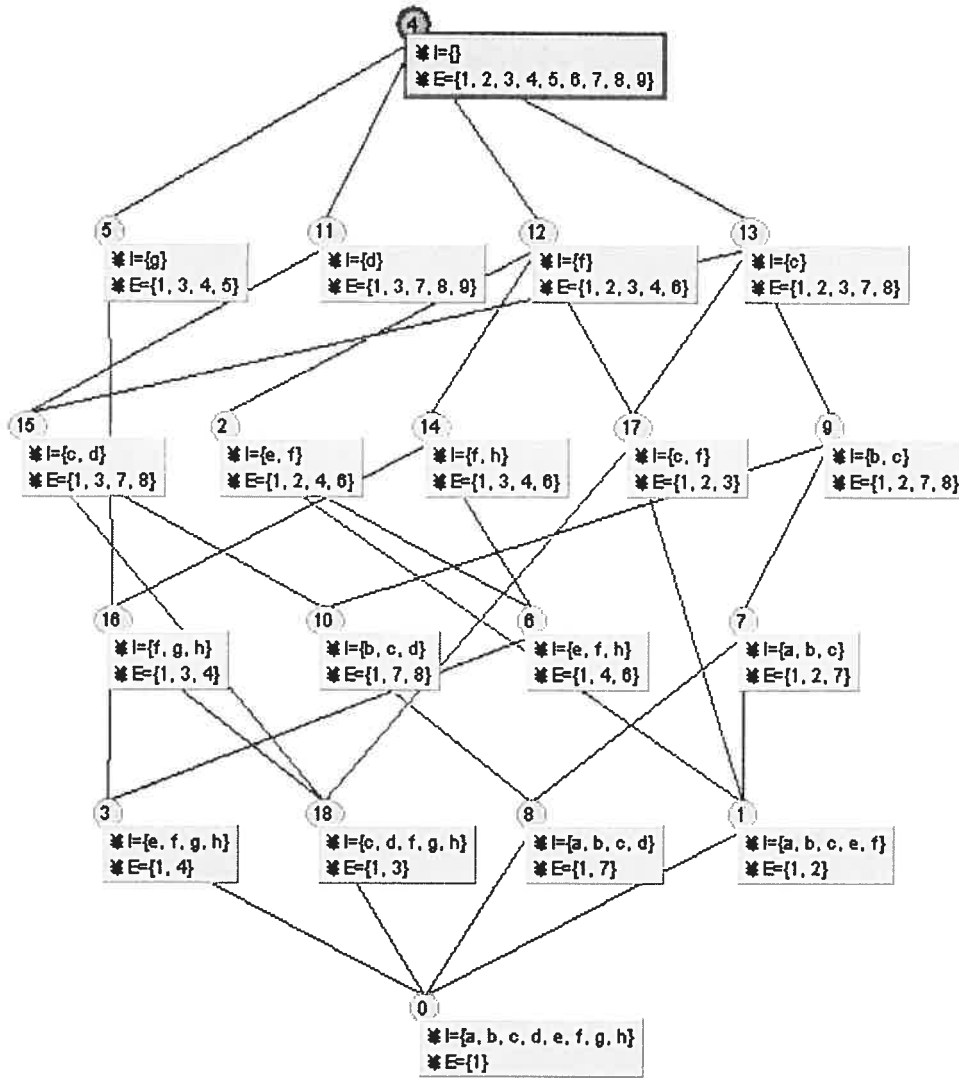 4
※ I={}
※ E={1, 2, 3, 4, 5, 6, 7, 8, 9}
5
※ I={g}
※ E={1, 3, 4, 5}
11
※ I={d}
※ E={1, 3, 7, 8, 9}
12
※ I={f}
※ E={1, 2, 3, 4, 6}
13
※ I={c}
※ E={1, 2, 3, 7, 8}
15
※ I={c, d}
※ E={1, 3, 7, 8}
2
※ I={e, f}
※ E={1, 2, 4, 6}
14
※ I={f, h}
※ E={1, 3, 4, 6}
17
※ I={c, f}
※ E={1, 2, 3}
9
※ I={b, c}
※ E={1, 2, 7, 8}
16
※ I={f, g, h}
※ E={1, 3, 4}
10
※ I={b, c, d}
※ E={1, 7, 8}
6
※ I={e, f, h}
※ E={1, 4, 6}
7
※ I={a, b, c}
※ E={1, 2, 7}
3
※ I={e, f, g, h}
※ E={1, 4}
18
※ I={c, d, f, g, h}
※ E={1, 3}
8
※ I={a, b, c, d}
※ E={1, 7}
1
※ I={a, b, c, e, f}
※ E={1, 2}
0
※ I={a, b, c, d, e, f, g, h}
※ E={1}